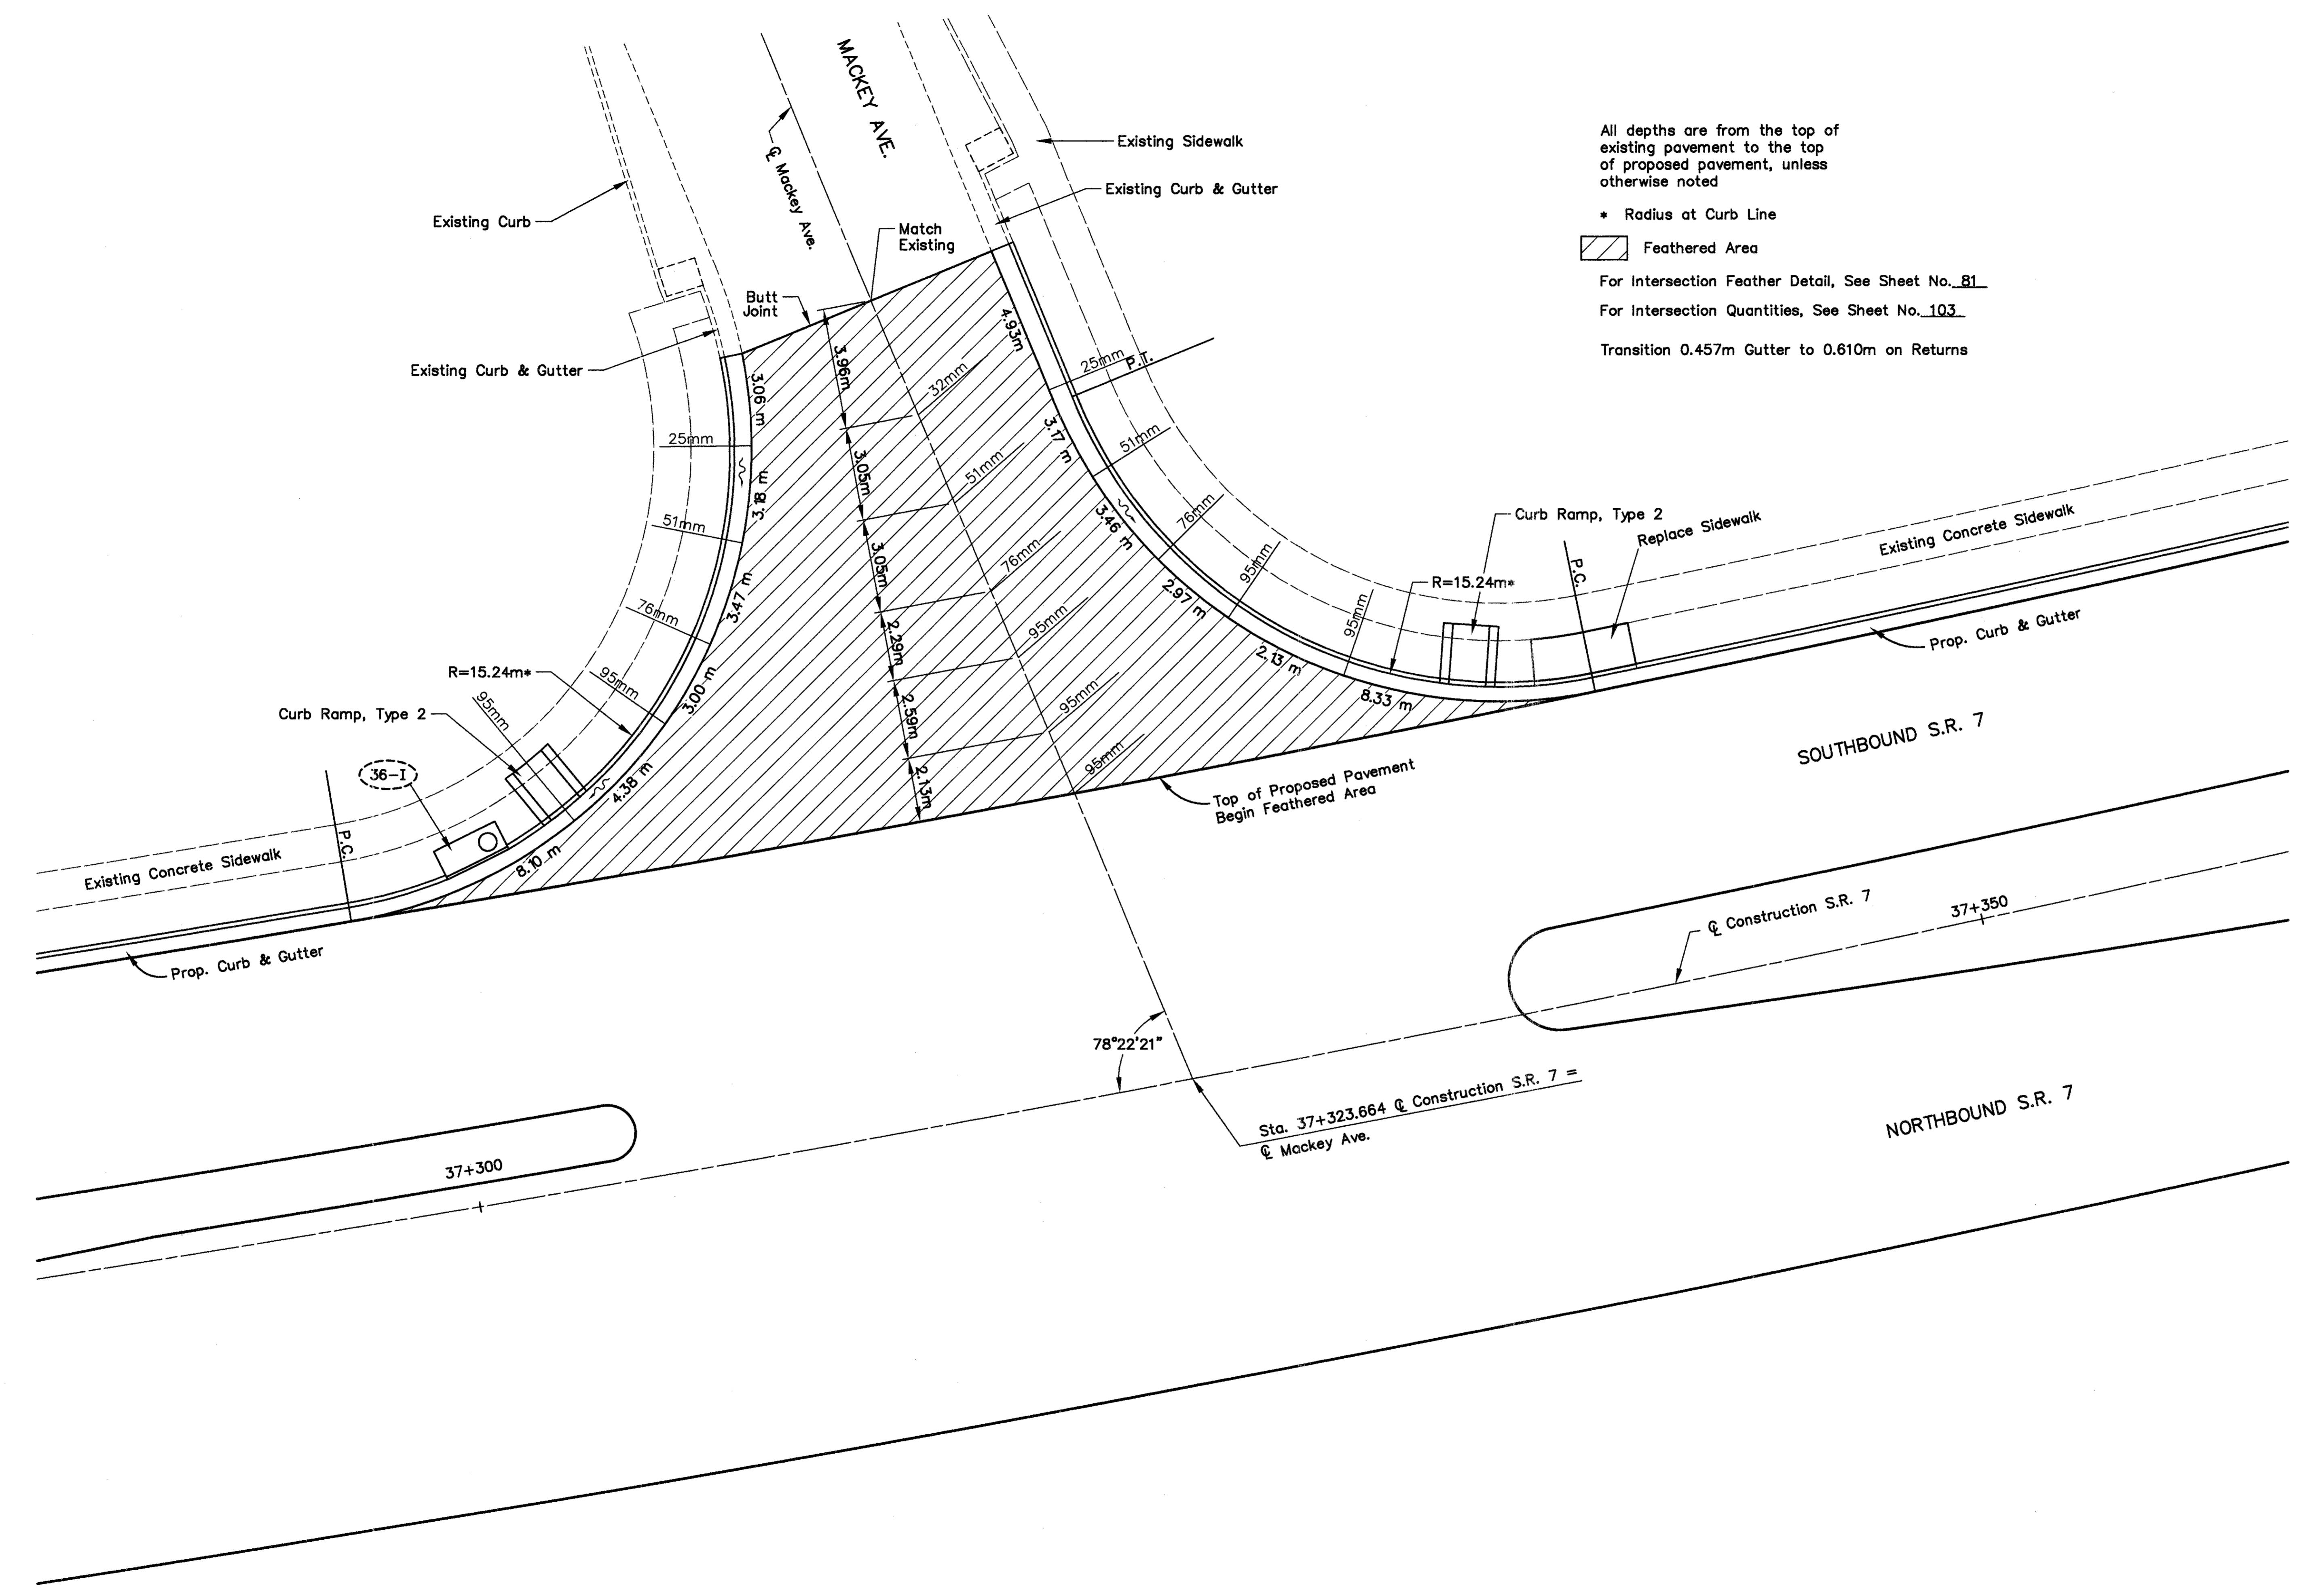 MACKEY AVE.
℄ Mackey Ave.
Existing Sidewalk
Existing Curb & Gutter
Existing Curb
Match
Existing
Butt
Joint
Existing Curb & Gutter
All depths are from the top of
existing pavement to the top
of proposed pavement, unless
otherwise noted
* Radius at Curb Line
Feathered Area
For Intersection Feather Detail, See Sheet No. 81
For Intersection Quantities, See Sheet No. 103
Transition 0.457m Gutter to 0.610m on Returns
4.93m
3.96m
3.06 m
32mm
25mm
P.T.
25mm
3.17 m
51mm
3.05m
51mm
3.18 m
51mm
3.46 m
76mm
3.05m
76mm
3.47 m
76mm
2.97 m
95mm
2.29m
95mm
3.00 m
95mm
2.13 m
95mm
2.59m
95mm
4.38 m
95mm
8.33 m
2.13m
95mm
8.10 m
R=15.24m*
Curb Ramp, Type 2
Replace Sidewalk
P.C.
Existing Concrete Sidewalk
Prop. Curb & Gutter
R=15.24m*
Curb Ramp, Type 2
36-I
P.C.
Existing Concrete Sidewalk
Prop. Curb & Gutter
Top of Proposed Pavement
Begin Feathered Area
SOUTHBOUND S.R. 7
℄ Construction S.R. 7
37+350
78°22'21"
Sta. 37+323.664 ℄ Construction S.R. 7 =
℄ Mackey Ave.
NORTHBOUND S.R. 7
37+300